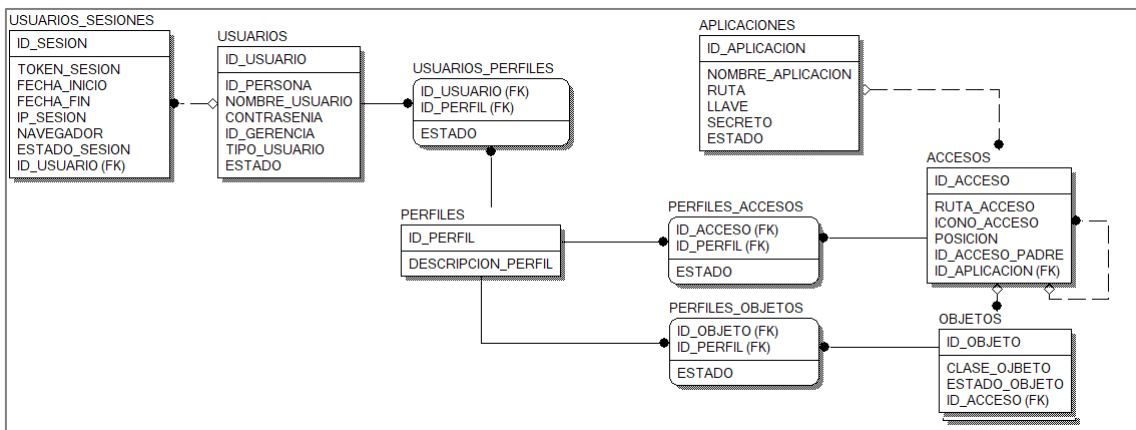 USUARIOS_SESIONES
ID_SESION
TOKEN_SESION
FECHA_INICIO
FECHA_FIN
IP_SESION
NAVEGADOR
ESTADO_SESION
ID_USUARIO (FK)
USUARIOS
ID_USUARIO
ID_PERSONA
NOMBRE_USUARIO
CONTRASENIA
ID_GERENCIA
TIPO_USUARIO
ESTADO
USUARIOS_PERFILES
ID_USUARIO (FK)
ID_PERFIL (FK)
ESTADO
APLICACIONES
ID_APLICACION
NOMBRE_APLICACION
RUTA
LLAVE
SECRETO
ESTADO
ACCESOS
ID_ACCESO
RUTA_ACCESO
ICONO_ACCESO
POSICION
ID_ACCESO_PADRE
ID_APLICACION (FK)
PERFILES
ID_PERFIL
DESCRIPCION_PERFIL
PERFILES_ACCESOS
ID_ACCESO (FK)
ID_PERFIL (FK)
ESTADO
PERFILES_OBJETOS
ID_OBJETO (FK)
ID_PERFIL (FK)
ESTADO
OBJETOS
ID_OBJETO
CLASE_OJBETO
ESTADO_OBJETO
ID_ACCESO (FK)